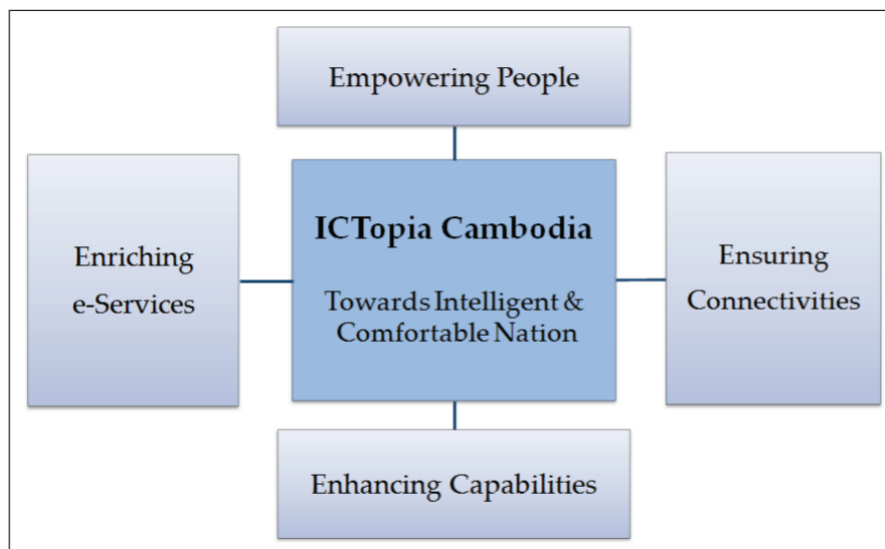 Empowering People
Enriching
e-Services
ICTopia Cambodia
Towards Intelligent &
Comfortable Nation
Ensuring
Connectivities
Enhancing Capabilities